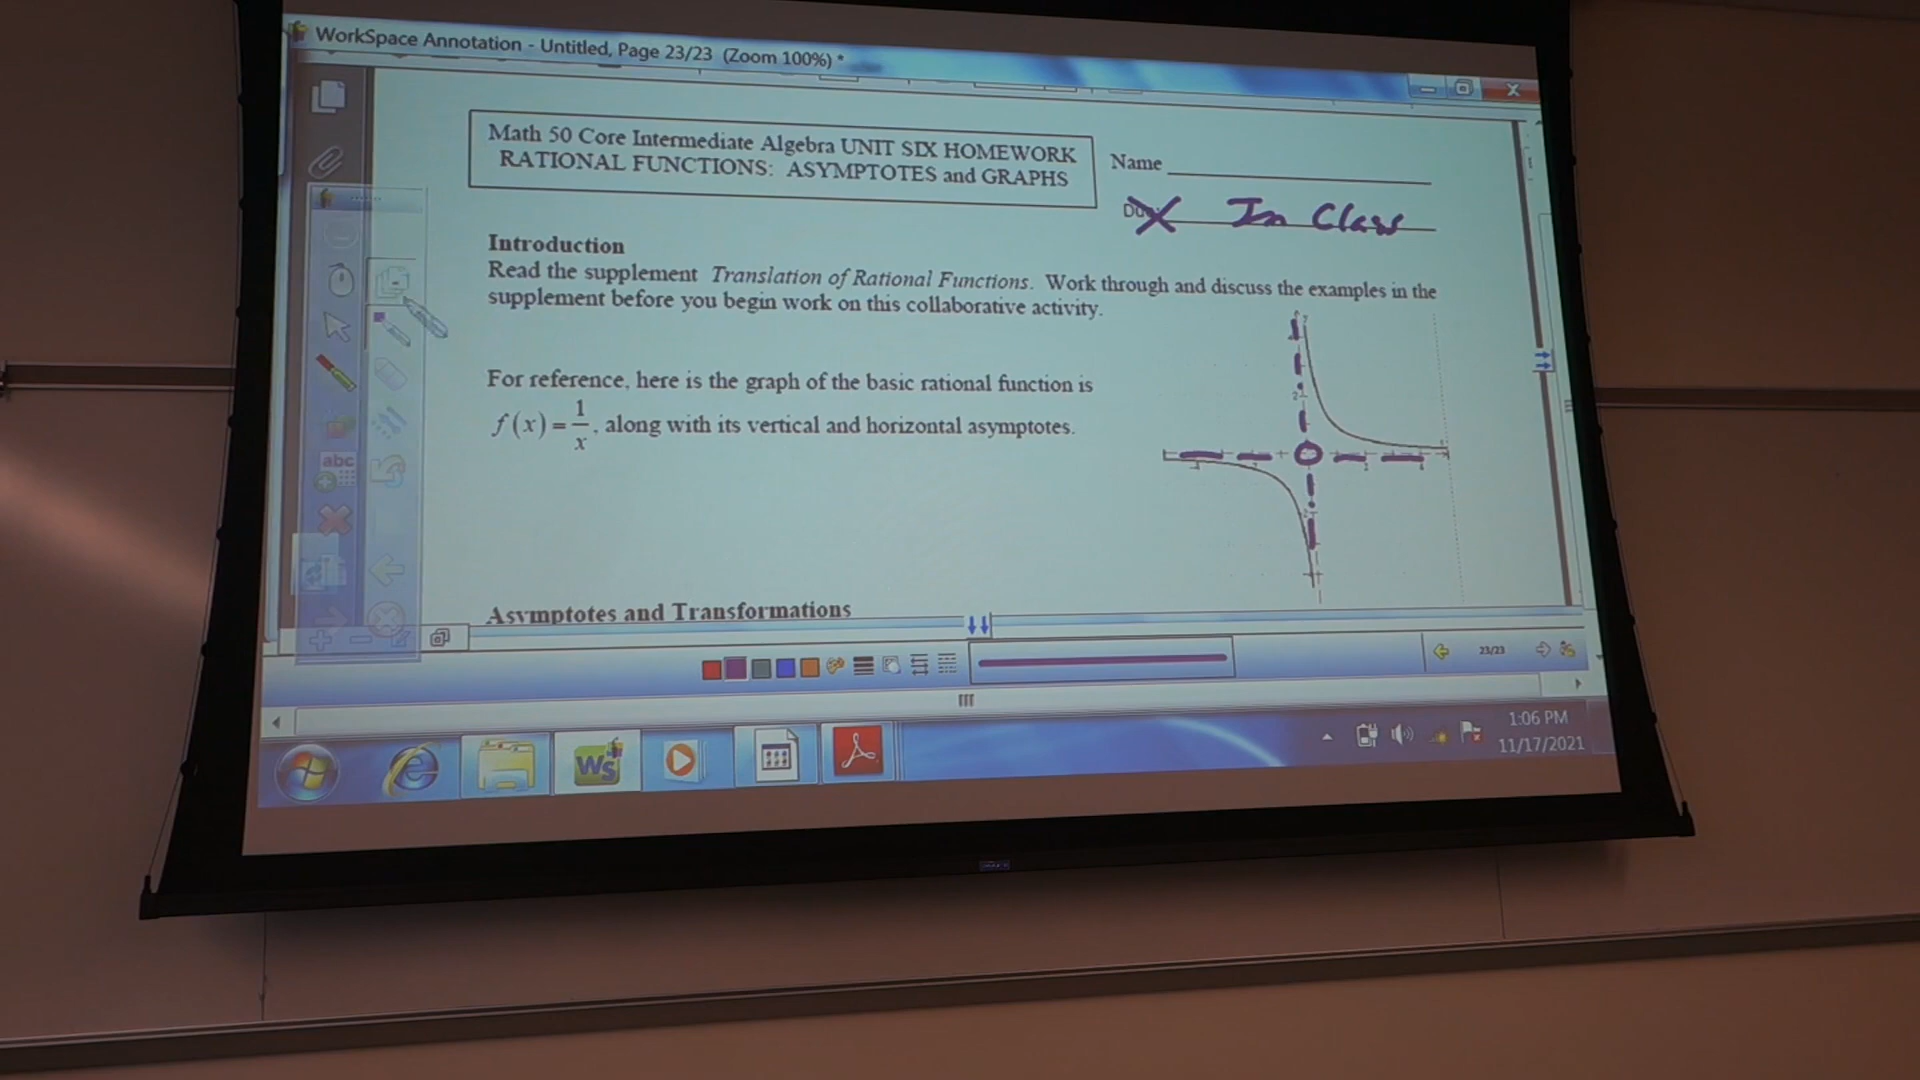 WorkSpace Annotation - Untitled, Page 23/23 (Zoom 100%) *
Math 50 Core Intermediate Algebra UNIT SIX HOMEWORK
RATIONAL FUNCTIONS: ASYMPTOTES and GRAPHS
Name
In Class
Introduction
Read the supplement Translation of Rational Functions. Work through and discuss the examples in the
supplement before you begin work on this collaborative activity.
For reference, here is the graph of the basic rational function is
f(x) = 1/x, along with its vertical and horizontal asymptotes.
Asymptotes and Transformations
abc
23/23
Ws
1:06 PM
11/17/2021